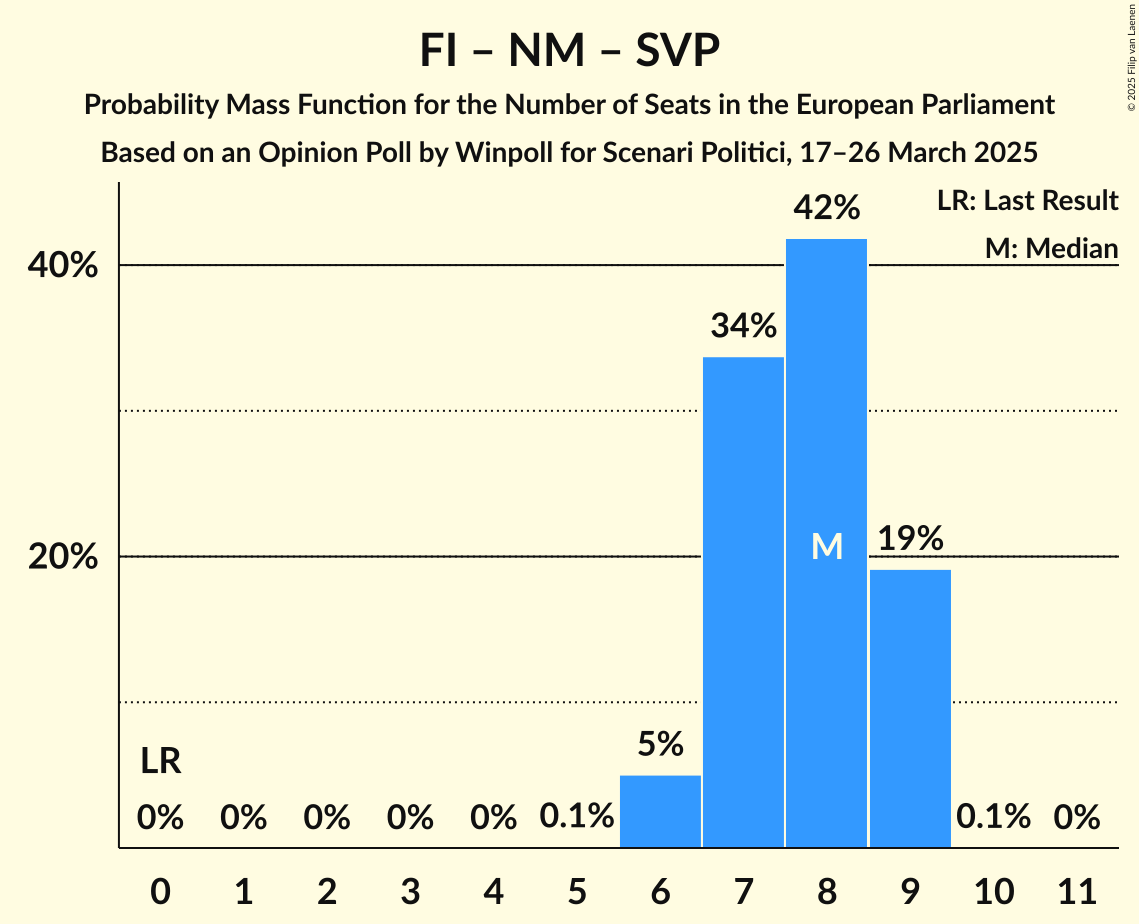 FI – NM – SVP
Probability Mass Function for the Number of Seats in the European Parliament
Based on an Opinion Poll by Winpoll for Scenari Politici, 17–26 March 2025
© 2025 Filip van Laenen
LR: Last Result
M: Median
42%
40%
34%
20%
M
19%
5%
LR
0% 0% 0% 0% 0% 0.1% 0.1% 0%
0 1 2 3 4 5 6 7 8 9 10 11